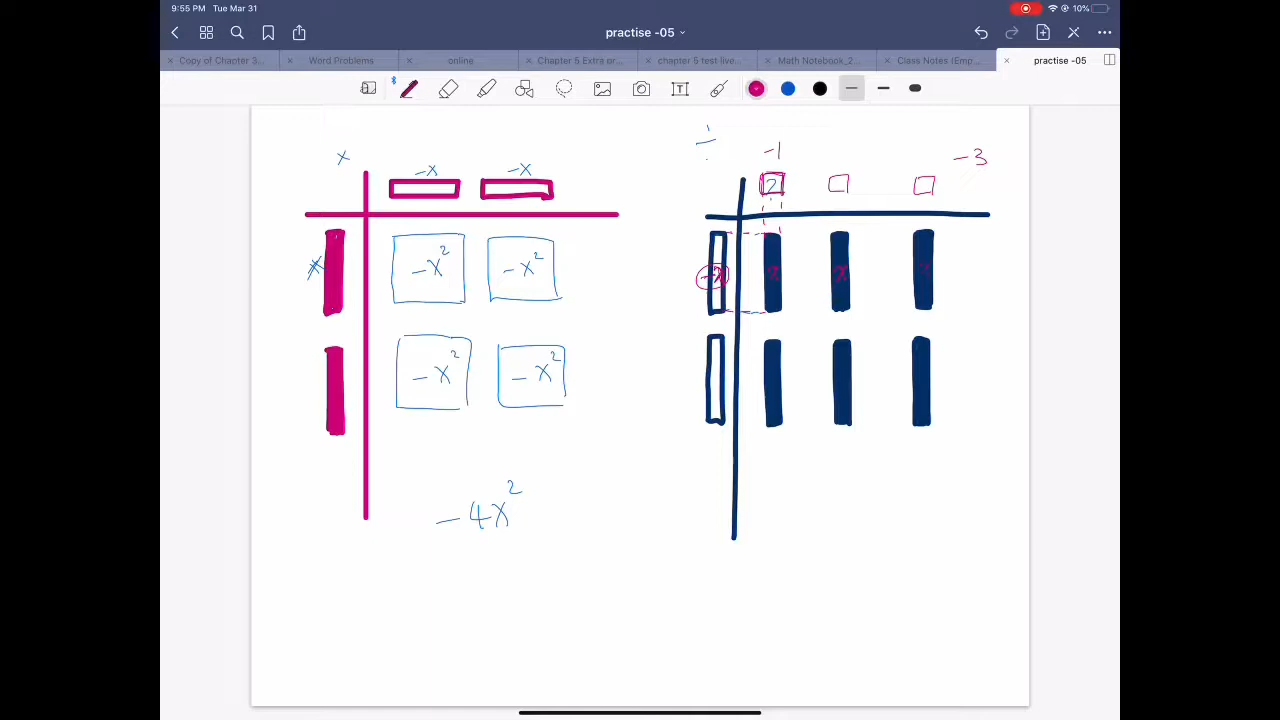 9:55 PM Tue Mar 31
10%
practise -05
Copy of Chapter 3...
Word Problems
online
Chapter 5 Extra pr...
chapter 5 test live...
Math Notebook_2...
Class Notes (Emp...
practise -05
x
-x -x
x
-x² -x²
-x² -x²
-4x²
÷
-1 -3
?
-x x x x